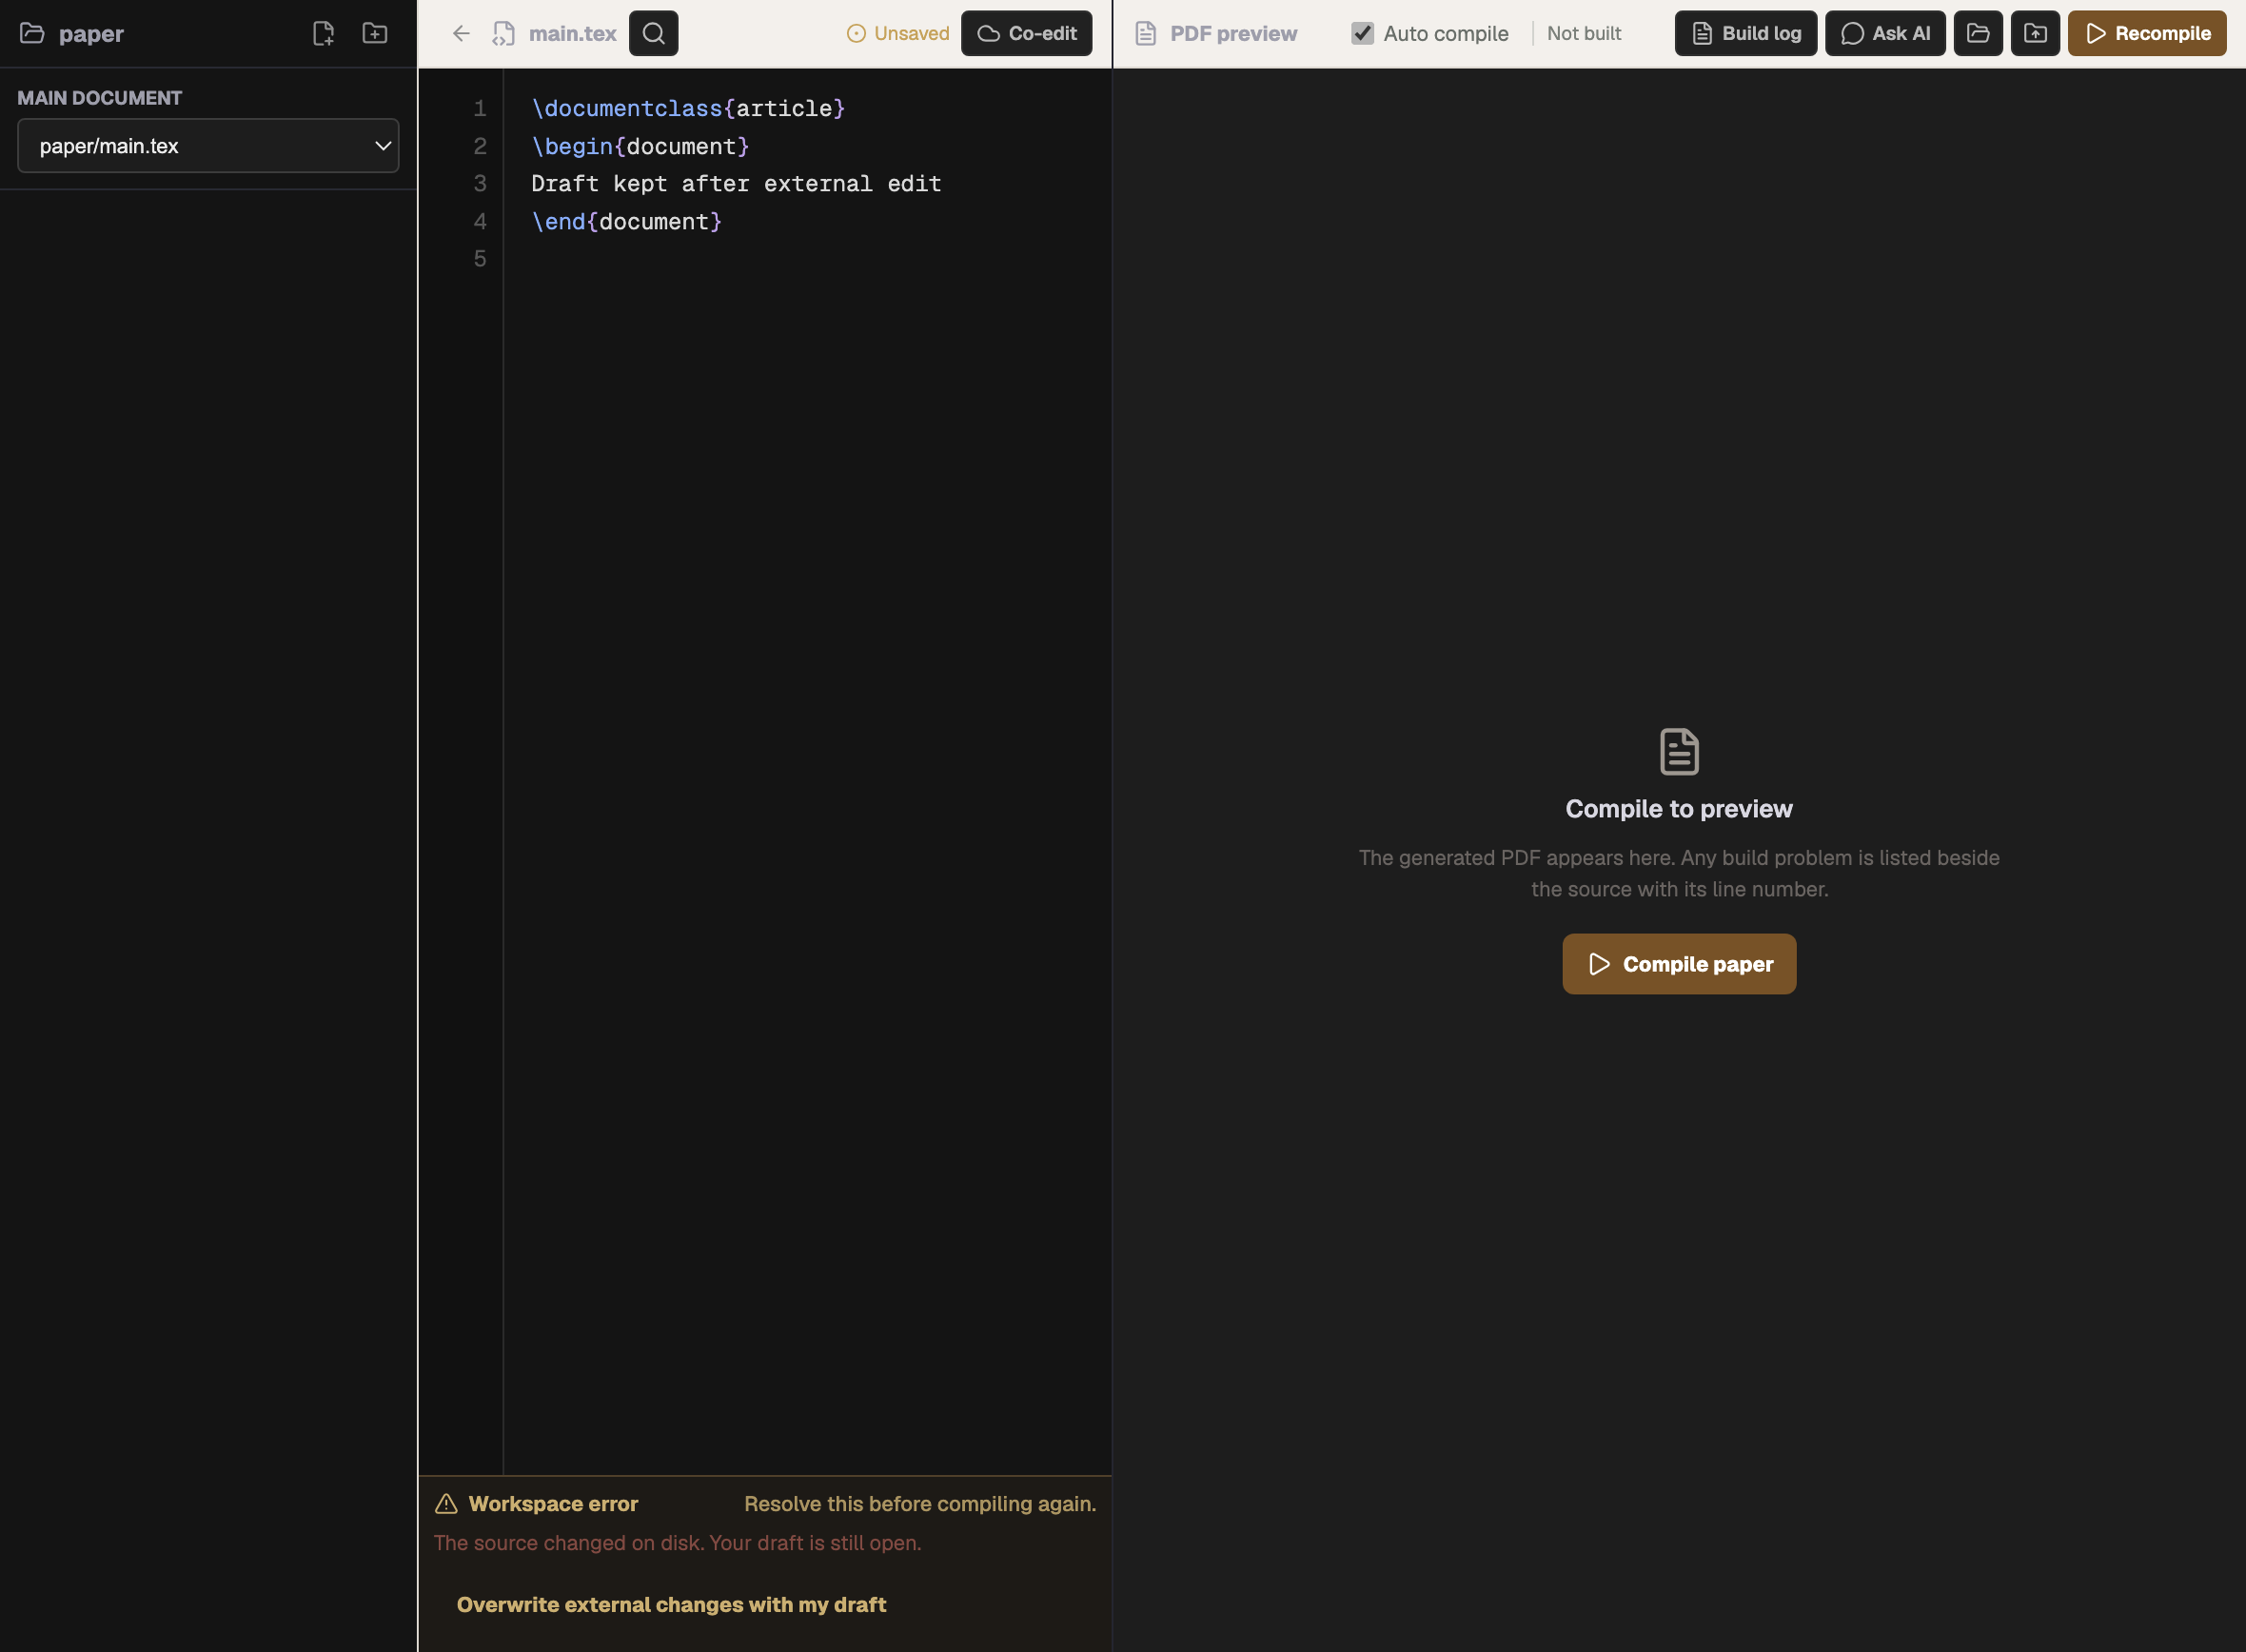 paper
MAIN DOCUMENT
paper/main.tex
main.tex
Unsaved
Co-edit
1 \documentclass{article}
2 \begin{document}
3 Draft kept after external edit
4 \end{document}
5
Workspace error
Resolve this before compiling again.
The source changed on disk. Your draft is still open.
Overwrite external changes with my draft
PDF preview
Auto compile
Not built
Build log
Ask AI
Recompile
Compile to preview
The generated PDF appears here. Any build problem is listed beside
the source with its line number.
Compile paper